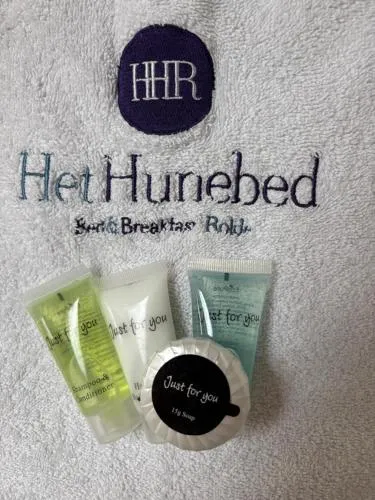 HHR
Het Hunebed
Bed & Breakfast Rolde
Just for you
Shampoo &
Conditioner
Just for you
Just for you
Just for you
15g Soap